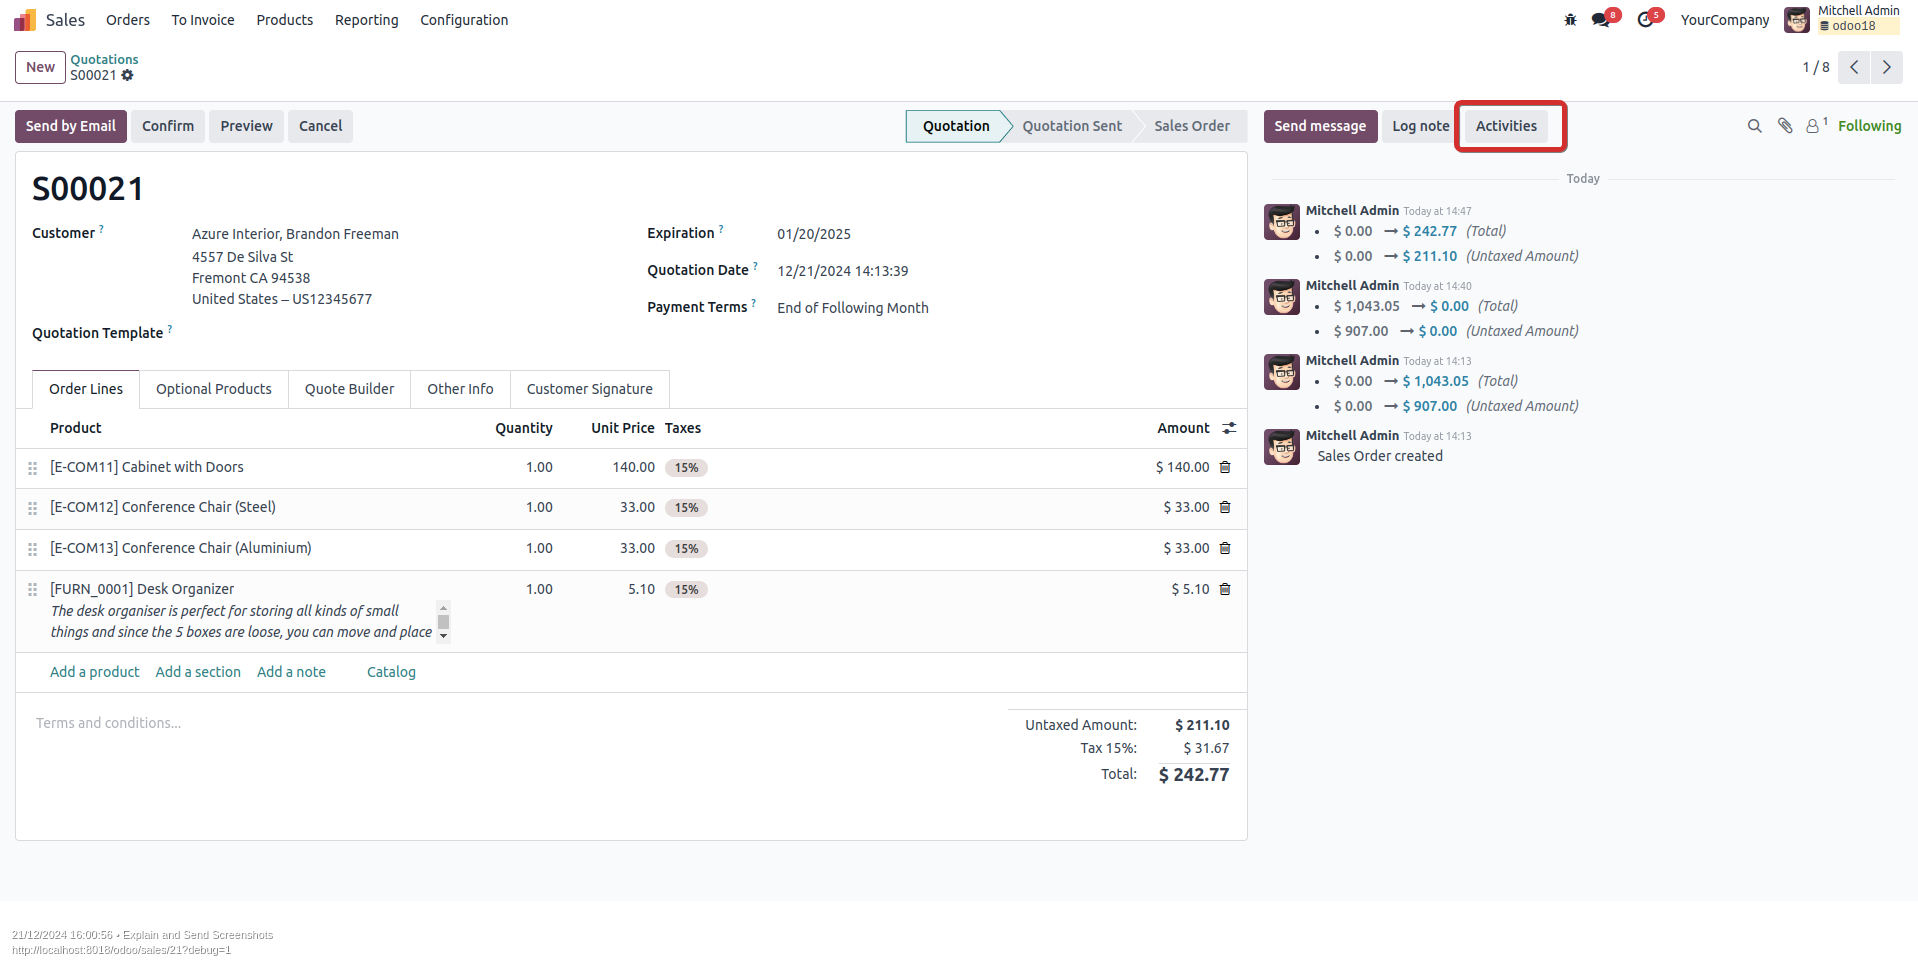 Sales Orders To Invoice Products Reporting Configuration 8 5 YourCompany Mitchell Admin
odoo18
New Quotations
S00021
1 / 8
Send by Email Confirm Preview Cancel Quotation Quotation Sent Sales Order Send message Log note Activities 1 Following
S00021
Customer ? Azure Interior, Brandon Freeman
4557 De Silva St
Fremont CA 94538
United States – US12345677
Quotation Template ?
Expiration ? 01/20/2025
Quotation Date ? 12/21/2024 14:13:39
Payment Terms ? End of Following Month
Order Lines Optional Products Quote Builder Other Info Customer Signature
Product Quantity Unit Price Taxes Amount
[E-COM11] Cabinet with Doors 1.00 140.00 15% $ 140.00
[E-COM12] Conference Chair (Steel) 1.00 33.00 15% $ 33.00
[E-COM13] Conference Chair (Aluminium) 1.00 33.00 15% $ 33.00
[FURN_0001] Desk Organizer 1.00 5.10 15% $ 5.10
The desk organiser is perfect for storing all kinds of small
things and since the 5 boxes are loose, you can move and place
Add a product Add a section Add a note Catalog
Terms and conditions...
Untaxed Amount: $ 211.10
Tax 15%: $ 31.67
Total: $ 242.77
Today
Mitchell Admin Today at 14:47
• $ 0.00 → $ 242.77 (Total)
• $ 0.00 → $ 211.10 (Untaxed Amount)
Mitchell Admin Today at 14:40
• $ 1,043.05 → $ 0.00 (Total)
• $ 907.00 → $ 0.00 (Untaxed Amount)
Mitchell Admin Today at 14:13
• $ 0.00 → $ 1,043.05 (Total)
• $ 0.00 → $ 907.00 (Untaxed Amount)
Mitchell Admin Today at 14:13
Sales Order created
21/12/2024 16:00:56 • Explain and Send Screenshots
http://localhost:8018/odoo/sales/21?debug=1